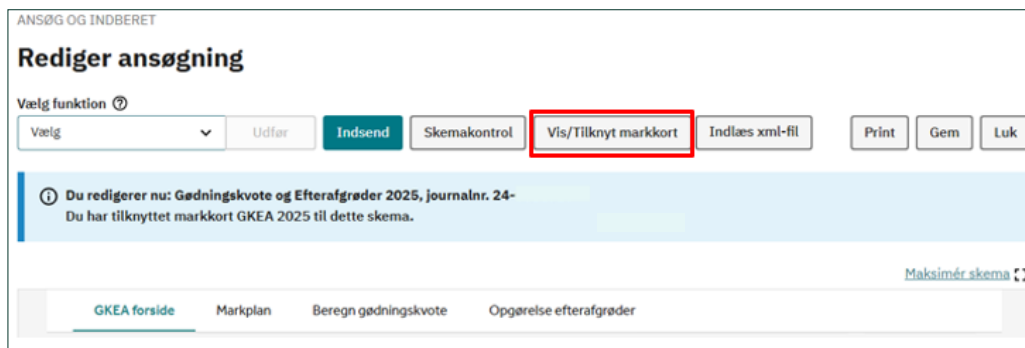 ANSØG OG INDBERET
Rediger ansøgning
Vælg funktion ?
Vælg Udfør Indsend Skemakontrol Vis/Tilknyt markkort Indlæs xml-fil Print Gem Luk
Du redigerer nu: Gødningskvote og Efterafgrøder 2025, journalnr. 24-
Du har tilknyttet markkort GKEA 2025 til dette skema.
Maksimér skema
GKEA forside Markplan Beregn gødningskvote Opgørelse efterafgrøder